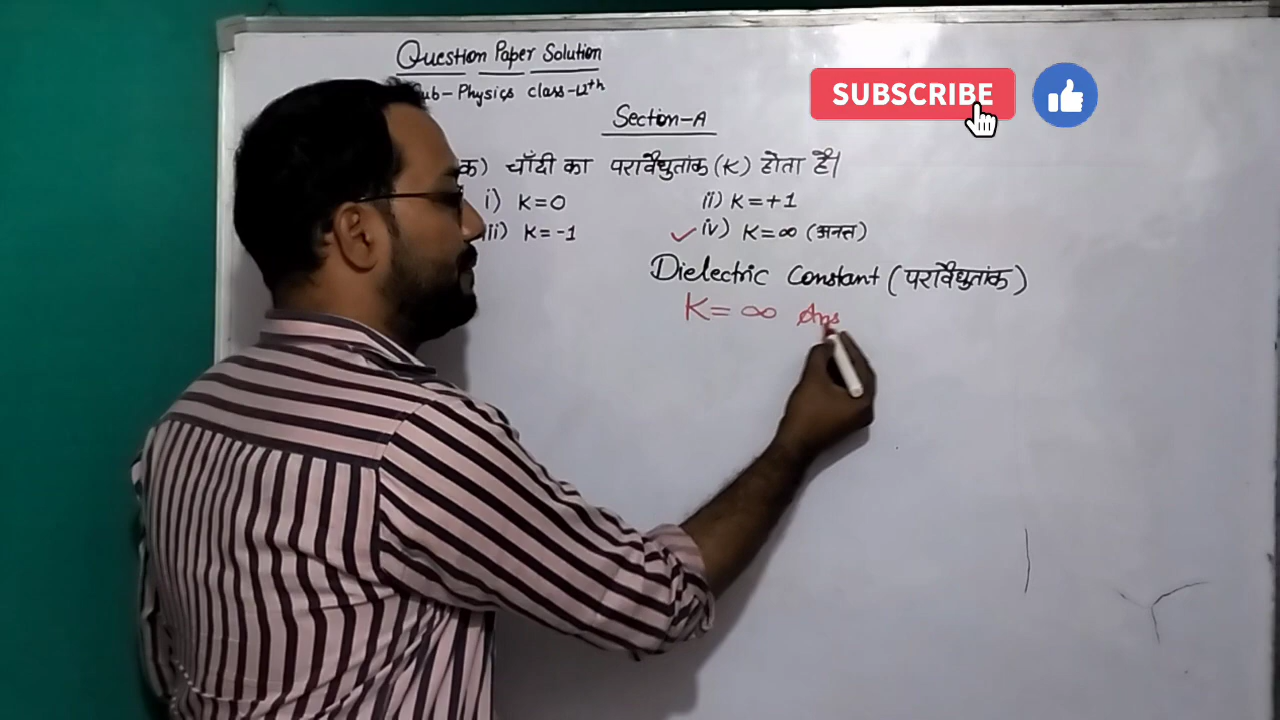 Question Paper Solution
Sub-Physics class-12th
Section-A
क) चाँदी का परावैधुतांक (K) होता है।
i) K=0
ii) K=+1
iii) K=-1
iv) K=∞ (अनन्त)
Dielectric Constant (परावैधुतांक)
K=∞ Ans
SUBSCRIBE